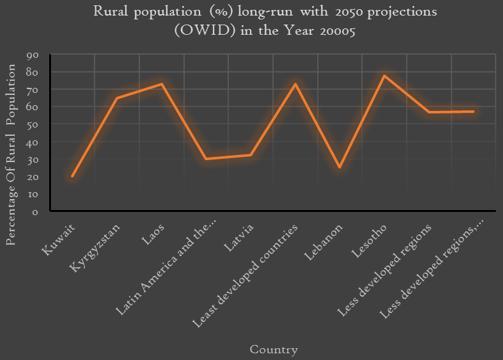 Rural population (%) long-run with 2050 projections
(OWID) in the Year 20005
Percentage Of Rural Population
90
80
70
60
50
40
30
20
10
0
Kuwait
Kyrgyzstan
Laos
Latin America and the...
Latvia
Least developed countries
Lebanon
Lesotho
Less developed regions
Less developed regions,...
Country